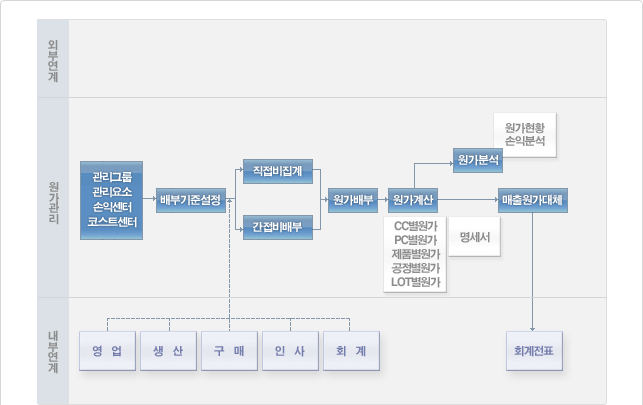 외부연계
원가관리
관리그룹
관리요소
손익센터
코스트센터
배부기준설정
직접비집계
간접비배부
원가배부
원가계산
원가분석
원가현황
손익분석
매출원가대체
CC별원가
PC별원가
제품별원가
공정별원가
LOT별원가
명세서
내부연계
영 업
생 산
구 매
인 사
회 계
회계전표